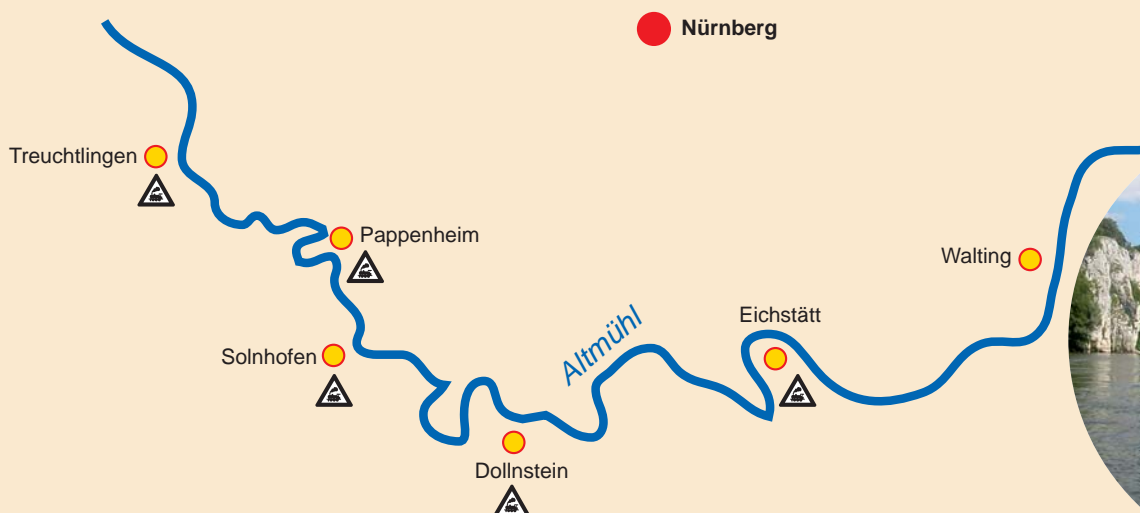 Nürnberg
Treuchtlingen
Pappenheim
Walting
Eichstätt
Altmühl
Solnhofen
Dollnstein